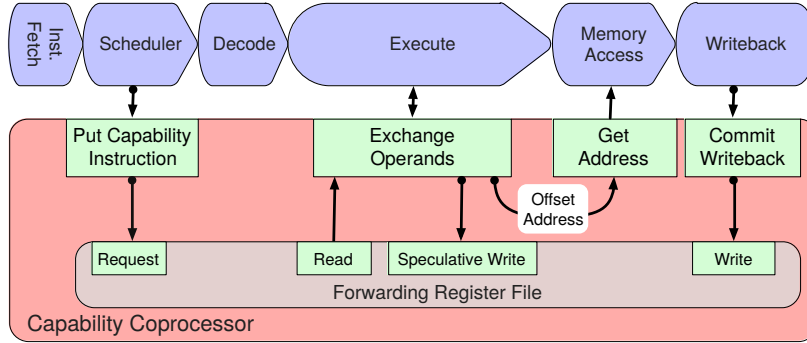 Inst.
Fetch
Scheduler
Decode
Execute
Memory
Access
Writeback
Put Capability
Instruction
Exchange
Operands
Get
Address
Commit
Writeback
Offset
Address
Request
Read
Speculative Write
Write
Forwarding Register File
Capability Coprocessor